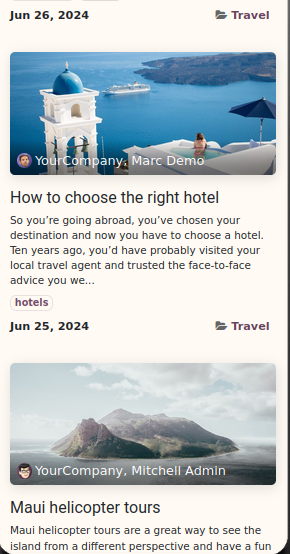 Jun 26, 2024 Travel
YourCompany, Marc Demo
How to choose the right hotel
So you’re going abroad, you’ve chosen your
destination and now you have to choose a hotel.
Ten years ago, you’d have probably visited your
local travel agent and trusted the face-to-face
advice you we...
hotels
Jun 25, 2024 Travel
YourCompany, Mitchell Admin
Maui helicopter tours
Maui helicopter tours are a great way to see the
island from a different perspective and have a fun